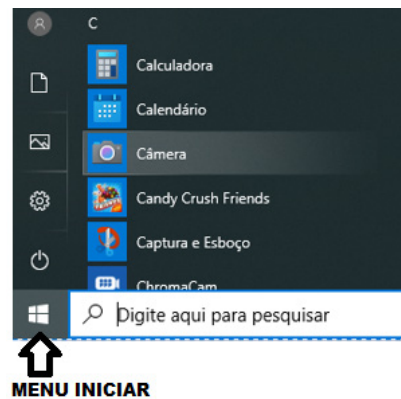 C
Calculadora
Calendário
Câmera
Candy Crush Friends
Captura e Esboço
ChromaCam
Digite aqui para pesquisar
MENU INICIAR